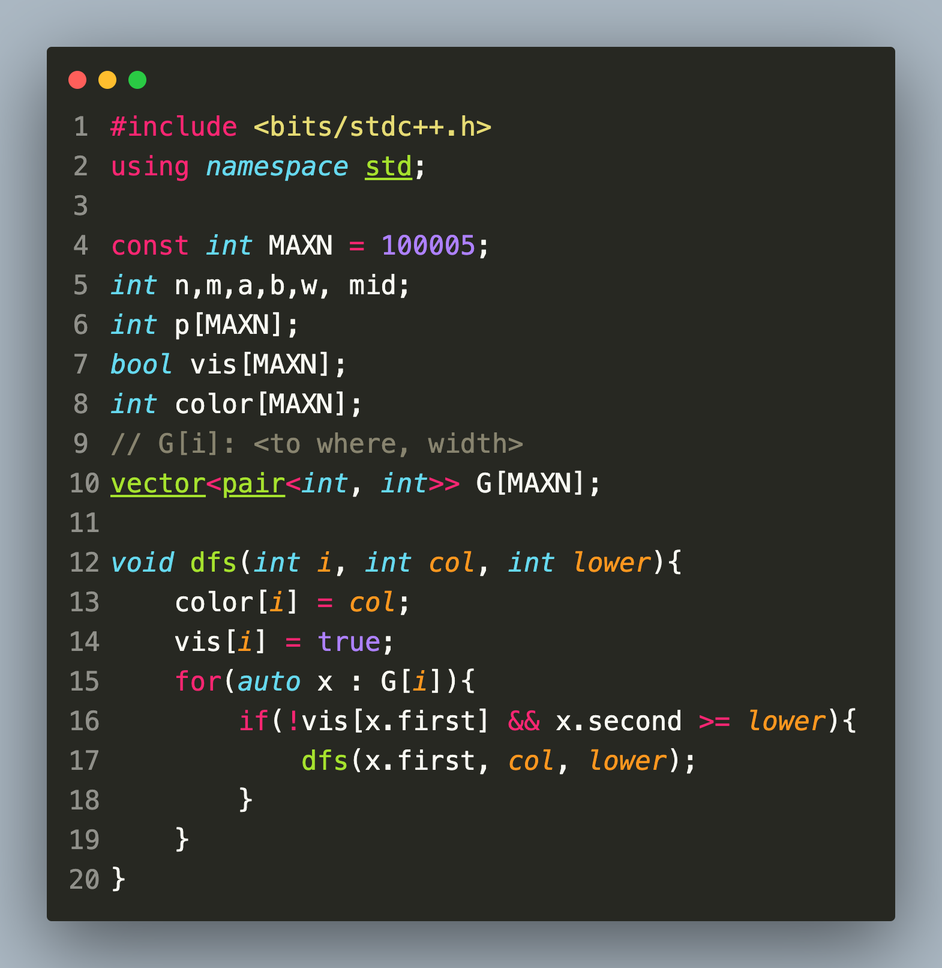 1 #include <bits/stdc++.h>
2 using namespace std;
3
4 const int MAXN = 100005;
5 int n,m,a,b,w, mid;
6 int p[MAXN];
7 bool vis[MAXN];
8 int color[MAXN];
9 // G[i]: <to where, width>
10 vector<pair<int, int>> G[MAXN];
11
12 void dfs(int i, int col, int lower){
13     color[i] = col;
14     vis[i] = true;
15     for(auto x : G[i]){
16         if(!vis[x.first] && x.second >= lower){
17             dfs(x.first, col, lower);
18         }
19     }
20 }